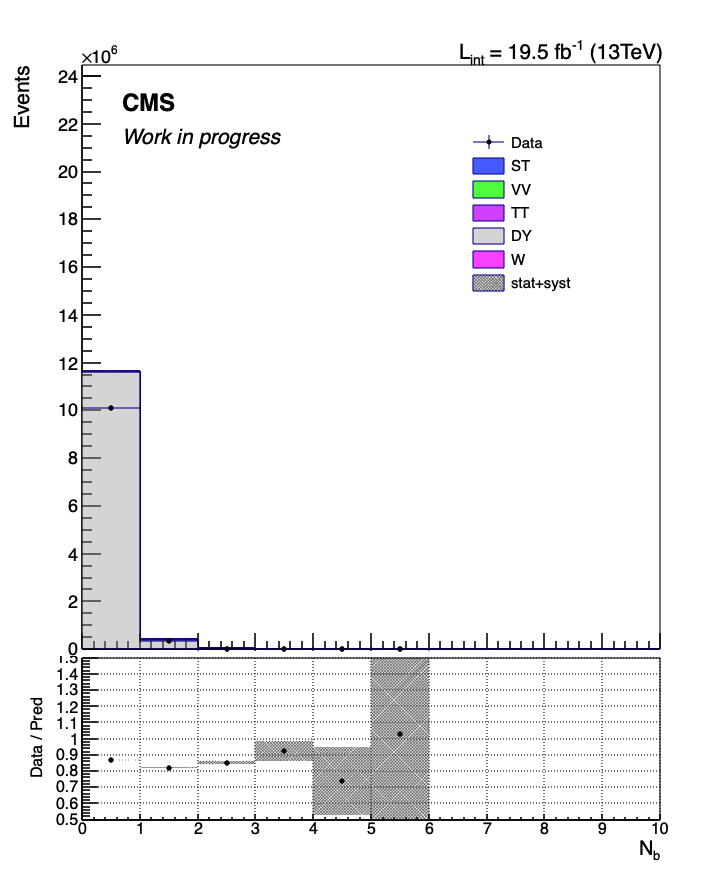 ×10⁶
L_int = 19.5 fb⁻¹ (13TeV)
Events
24
22
20
18
16
14
12
10
8
6
4
2
0
CMS
Work in progress
Data
ST
VV
TT
DY
W
stat+syst
Data / Pred
1.5
1.4
1.3
1.2
1.1
1
0.9
0.8
0.7
0.6
0.5
0 1 2 3 4 5 6 7 8 9 10
N_b